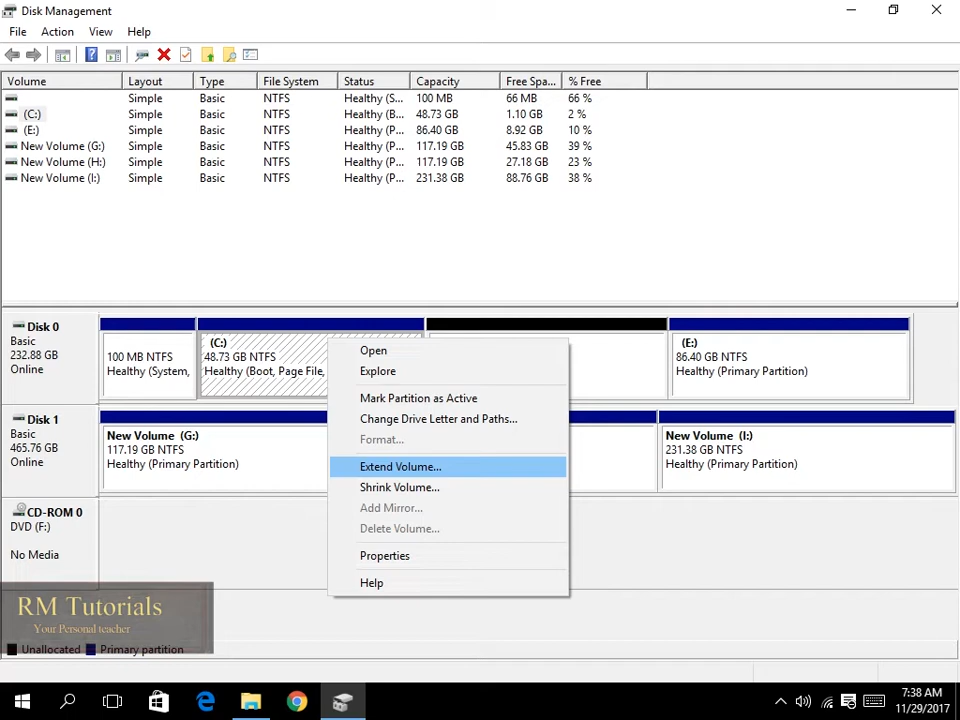 Disk Management
File Action View Help
Volume Layout Type File System Status Capacity Free Spa... % Free
Simple Basic NTFS Healthy (S... 100 MB 66 MB 66 %
(C:) Simple Basic NTFS Healthy (B... 48.73 GB 1.10 GB 2 %
(E:) Simple Basic NTFS Healthy (P... 86.40 GB 8.92 GB 10 %
New Volume (G:) Simple Basic NTFS Healthy (P... 117.19 GB 45.83 GB 39 %
New Volume (H:) Simple Basic NTFS Healthy (P... 117.19 GB 27.18 GB 23 %
New Volume (I:) Simple Basic NTFS Healthy (P... 231.38 GB 88.76 GB 38 %
Disk 0
Basic
232.88 GB
Online
100 MB NTFS
Healthy (System,
(C:)
48.73 GB NTFS
Healthy (Boot, Page File,
(E:)
86.40 GB NTFS
Healthy (Primary Partition)
Open
Explore
Mark Partition as Active
Change Drive Letter and Paths...
Format...
Extend Volume...
Shrink Volume...
Add Mirror...
Delete Volume...
Properties
Help
Disk 1
Basic
465.76 GB
Online
New Volume (G:)
117.19 GB NTFS
Healthy (Primary Partition)
New Volume (I:)
231.38 GB NTFS
Healthy (Primary Partition)
CD-ROM 0
DVD (F:)
No Media
RM Tutorials
Your Personal teacher
Unallocated Primary partition
7:38 AM
11/29/2017